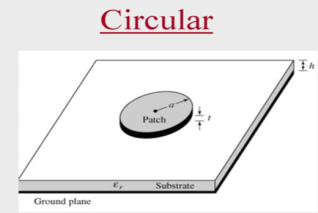 Circular
h
a
Patch
t
εr Substrate
Ground plane